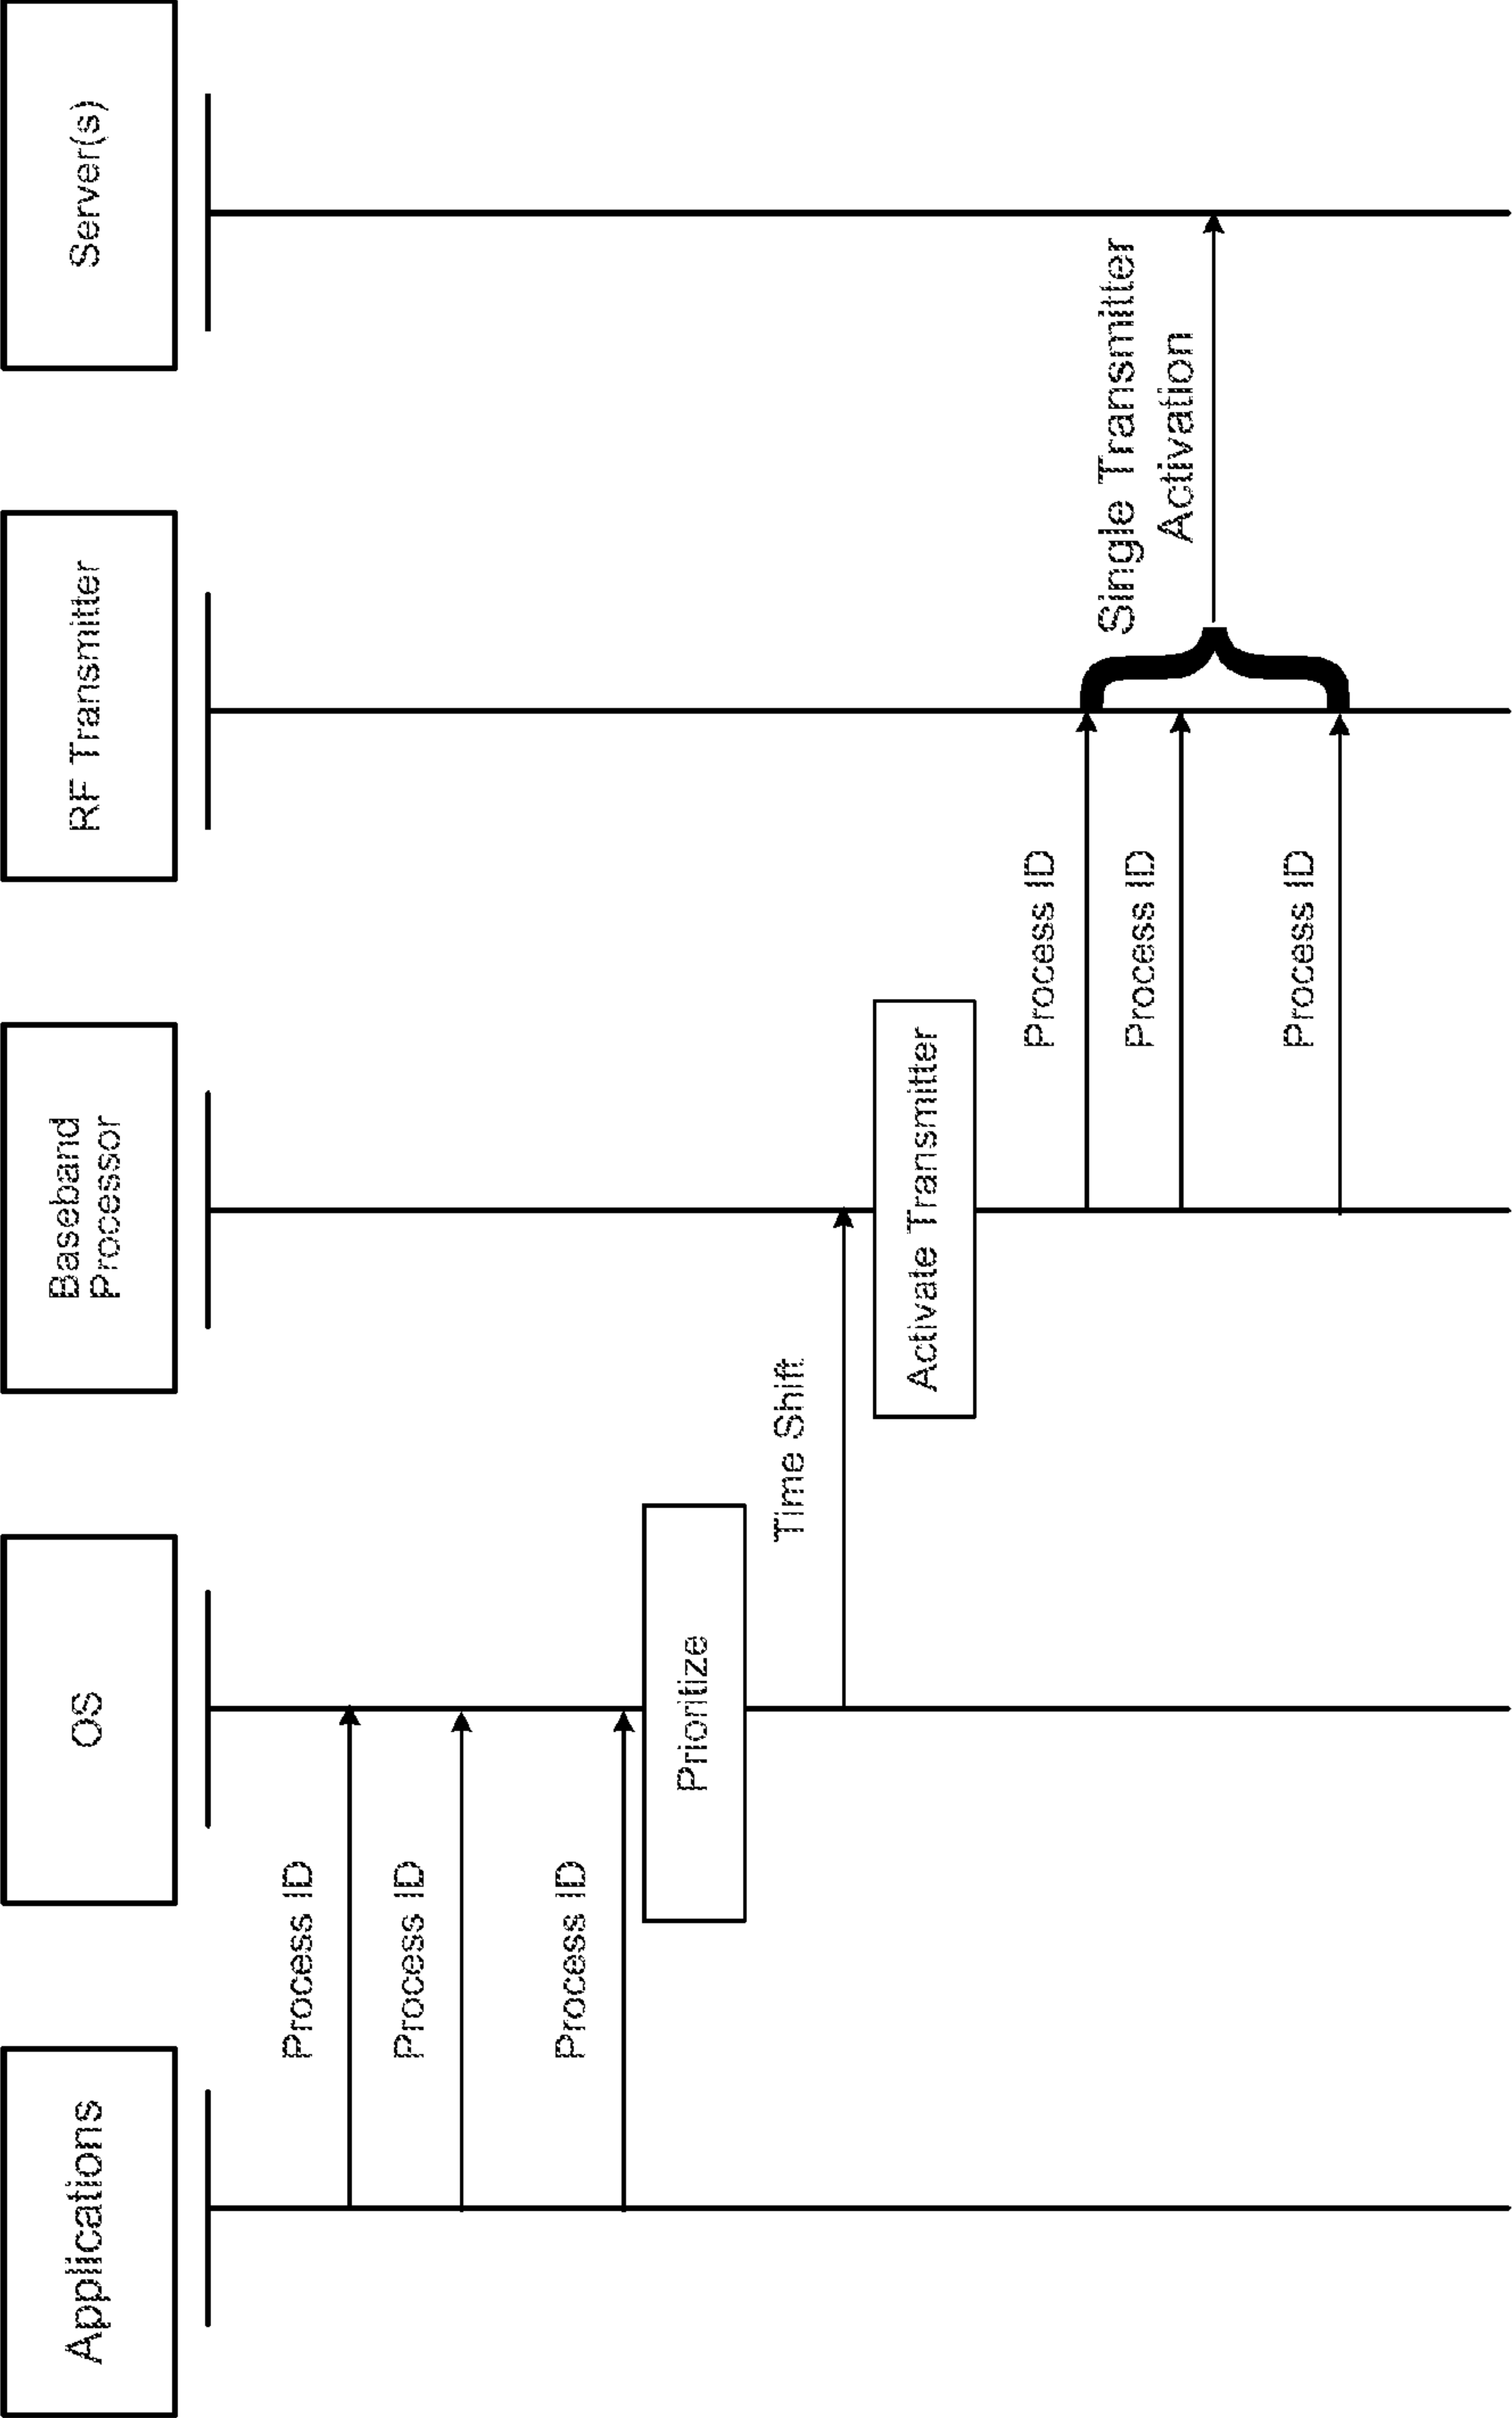 Applications
OS
Baseband
Processor
RF Transmitter
Server(s)
Process ID
Process ID
Process ID
Prioritize
Time Shift
Activate Transmitter
Process ID
Process ID
Process ID
Single Transmitter
Activation